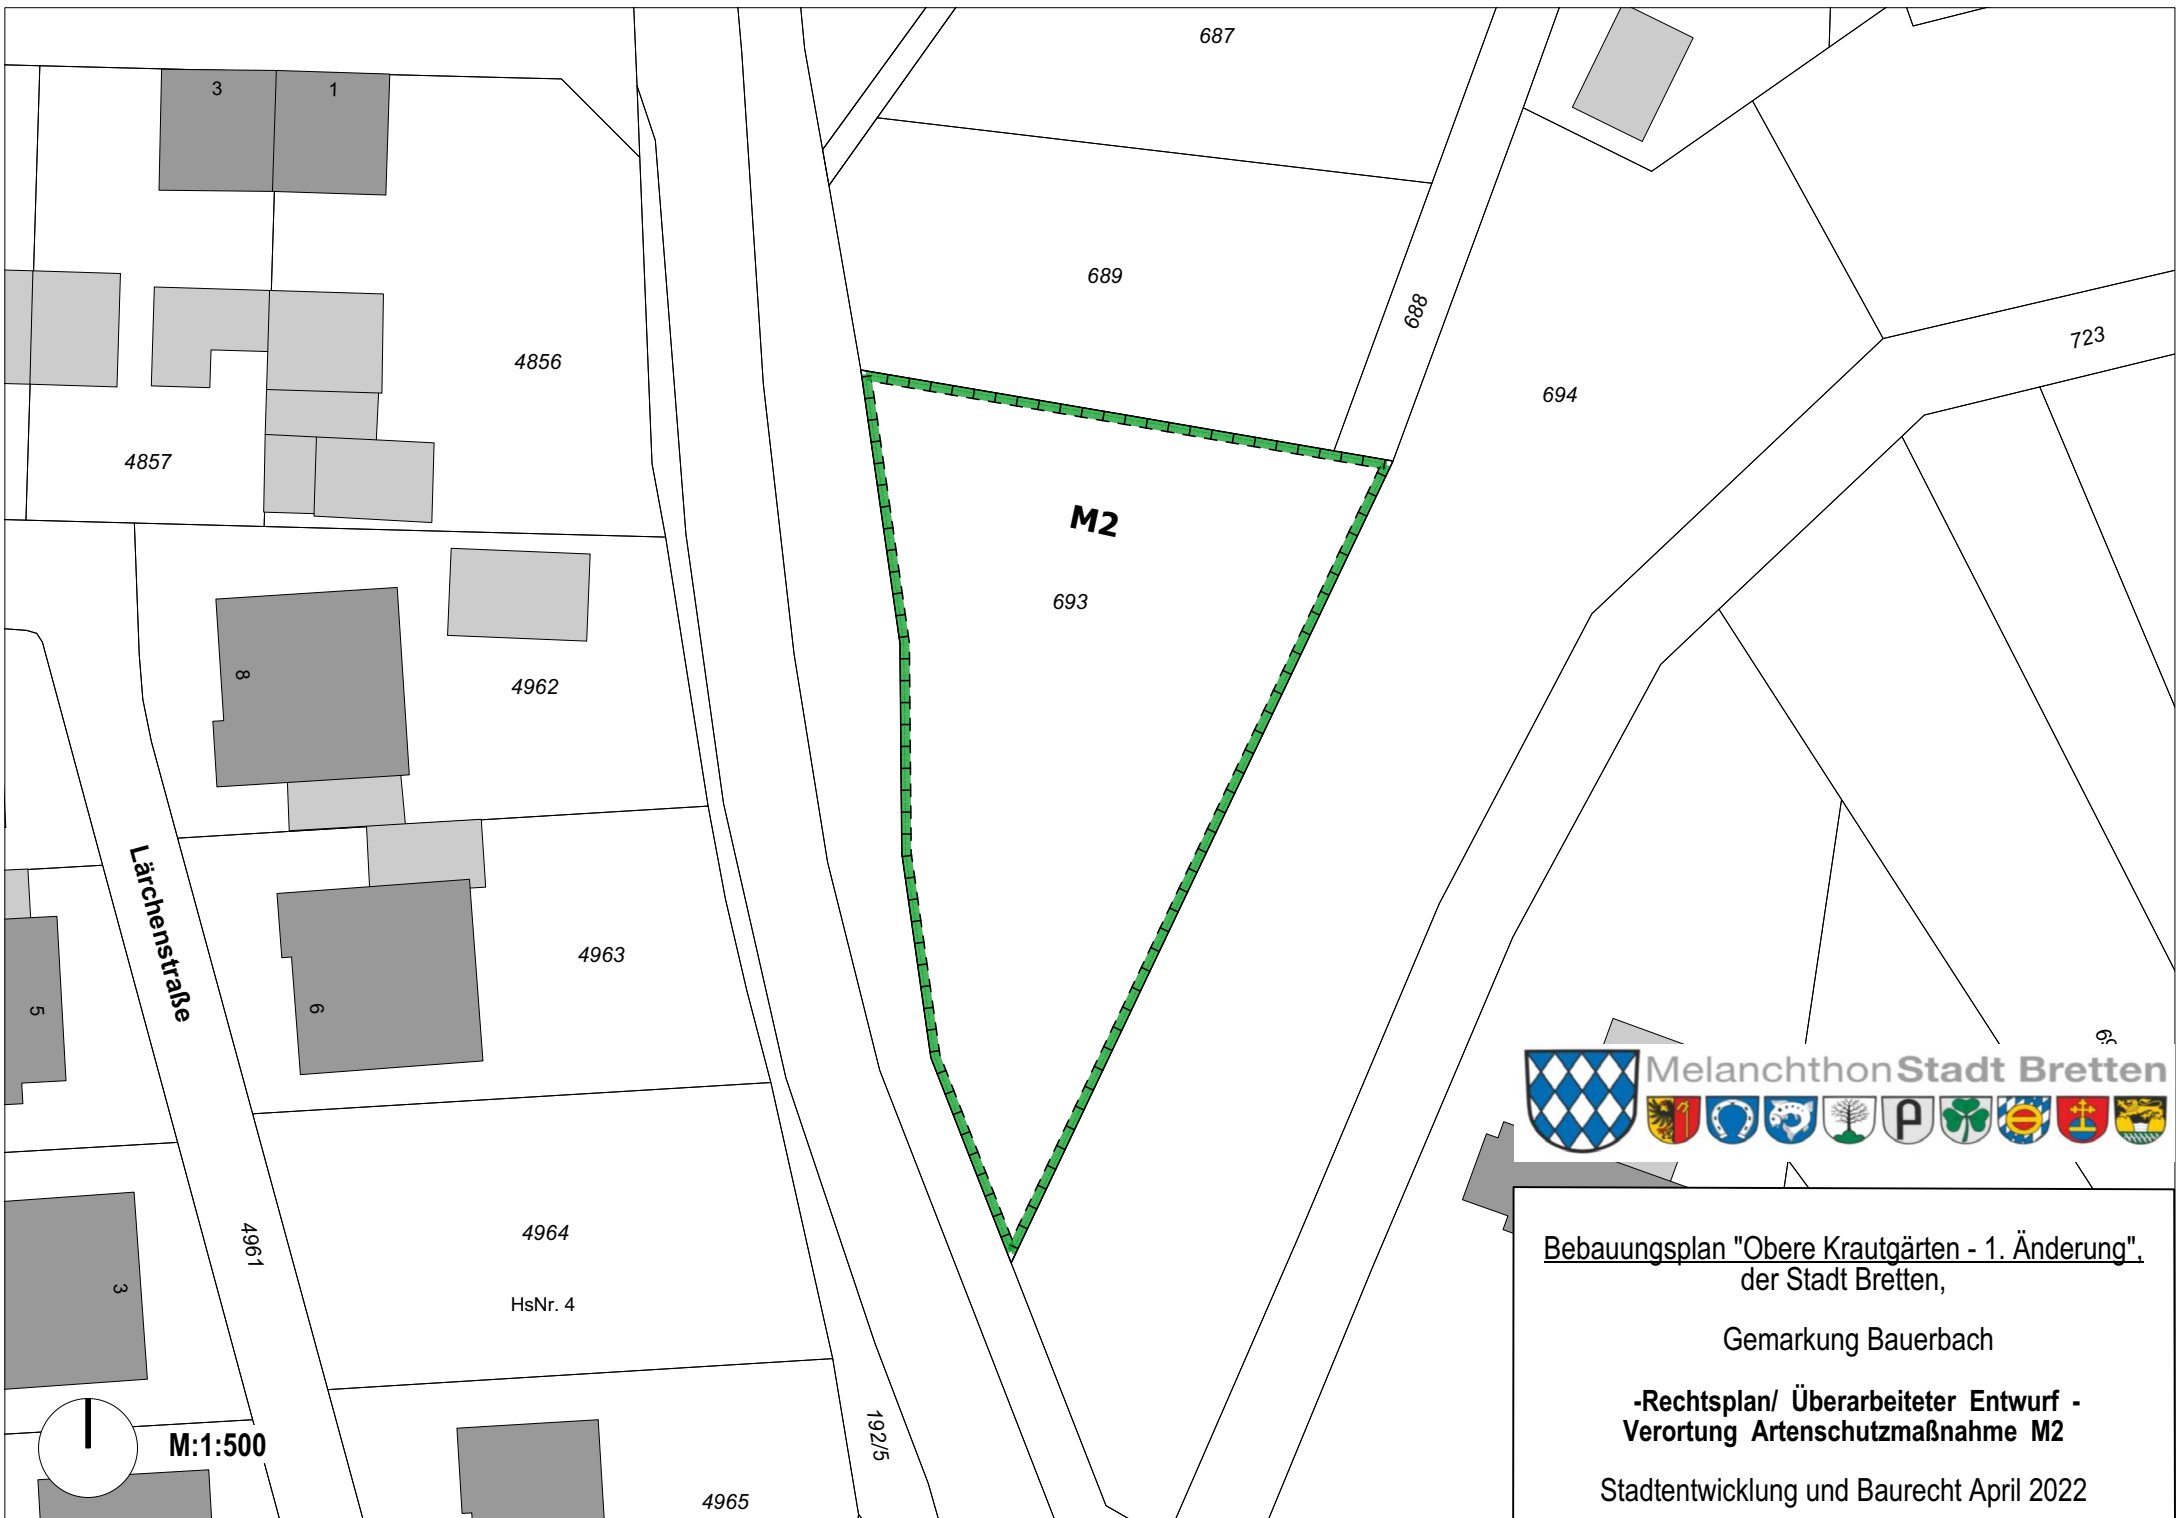 687
3 1
689
688
723
4856
694
4857
M2
693
8
4962
Lärchenstraße
4963
5
6
MelanchthonStadt Bretten
4961
4964
3
HsNr. 4
192/5
M:1:500
4965
Bebauungsplan "Obere Krautgärten - 1. Änderung",
der Stadt Bretten,
Gemarkung Bauerbach
-Rechtsplan/ Überarbeiteter Entwurf -
Verortung Artenschutzmaßnahme M2
Stadtentwicklung und Baurecht April 2022